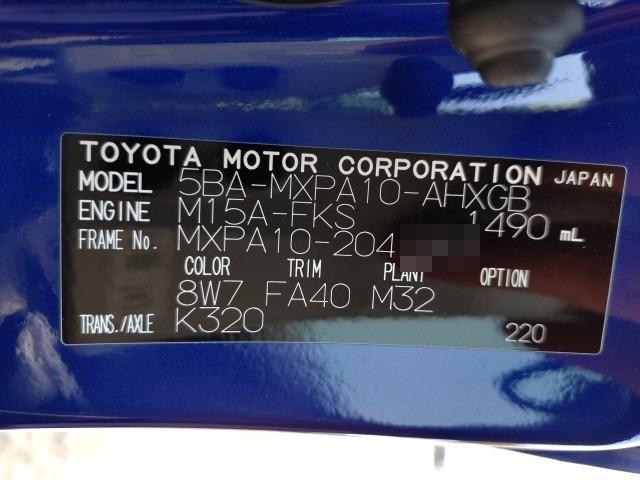 TOYOTA MOTOR CORPORATION JAPAN
MODEL 5BA-MXPA10-AHXGB
ENGINE M15A-FKS 1490 mL
FRAME No. MXPA10-204
COLOR TRIM PLANT OPTION
8W7 FA40 M32
TRANS./AXLE K320 220